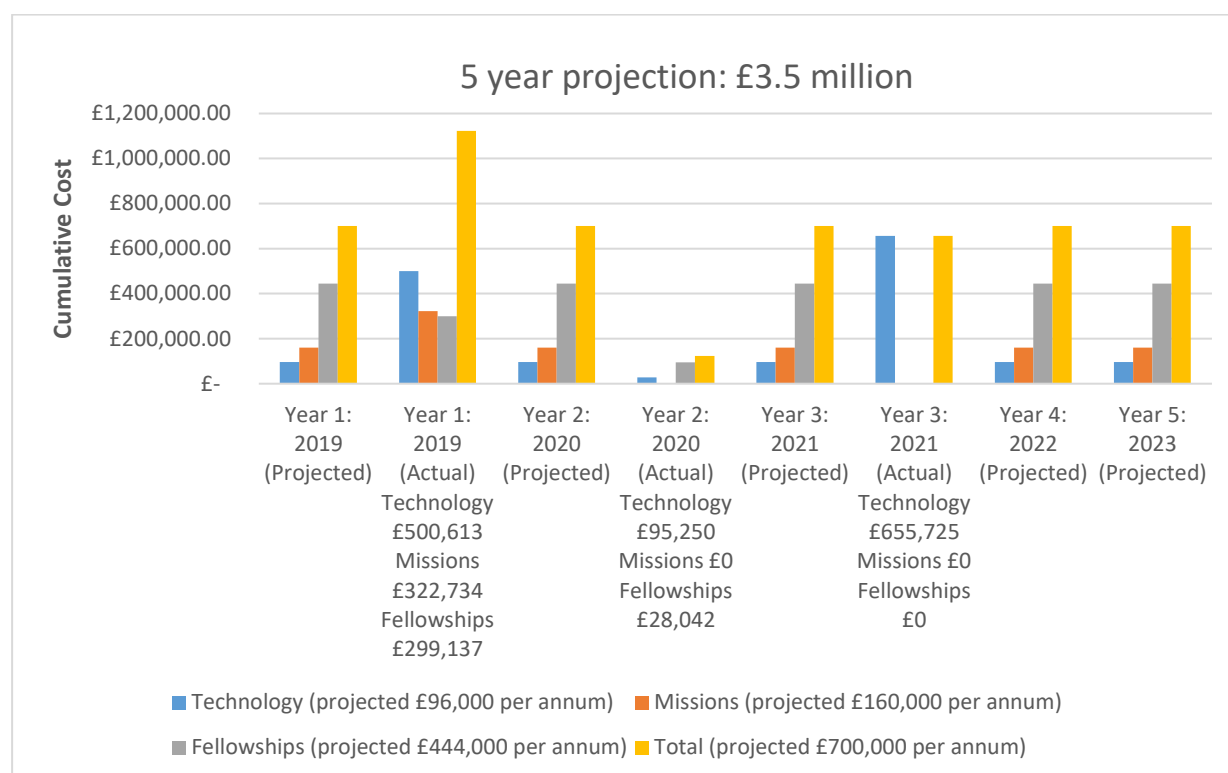 5 year projection: £3.5 million
Cumulative Cost
£1,200,000.00
£1,000,000.00
£800,000.00
£600,000.00
£400,000.00
£200,000.00
£-
Year 1:
2019
(Projected)
Year 1:
2019
(Actual)
Technology
£500,613
Missions
£322,734
Fellowships
£299,137
Year 2:
2020
(Projected)
Year 2:
2020
(Actual)
Technology
£95,250
Missions £0
Fellowships
£28,042
Year 3:
2021
(Projected)
Year 3:
2021
(Actual)
Technology
£655,725
Missions £0
Fellowships
£0
Year 4:
2022
(Projected)
Year 5:
2023
(Projected)
Technology (projected £96,000 per annum)
Missions (projected £160,000 per annum)
Fellowships (projected £444,000 per annum)
Total (projected £700,000 per annum)